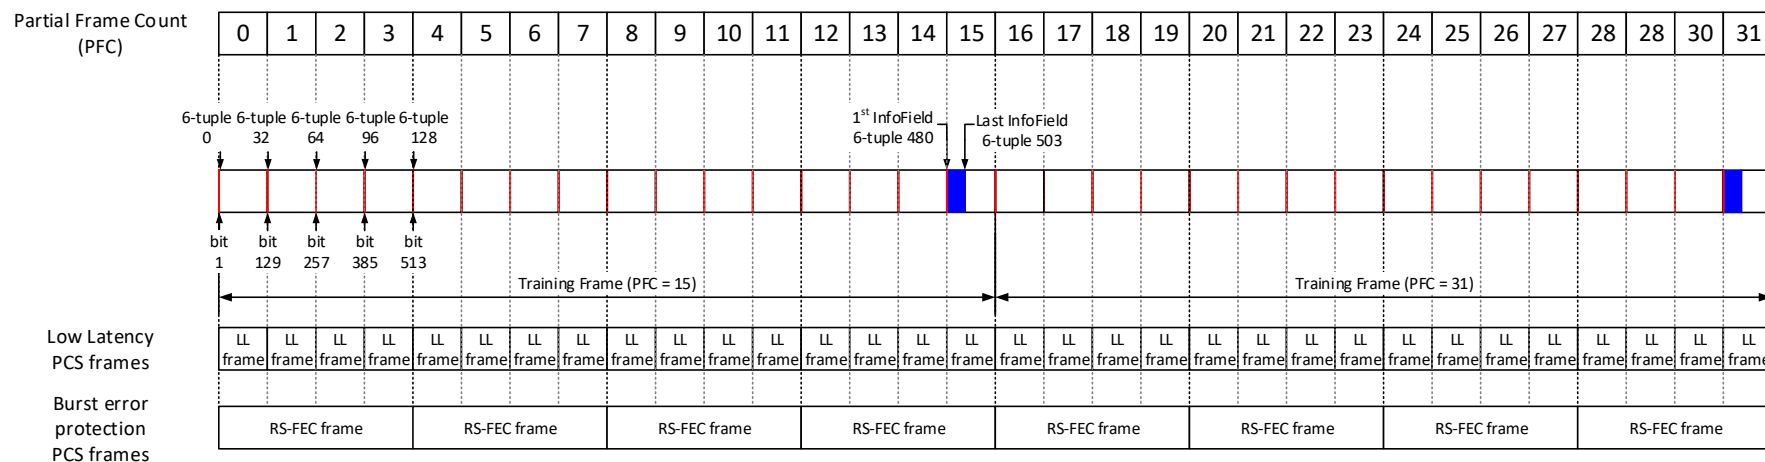 Partial Frame Count
(PFC)
0 1 2 3 4 5 6 7 8 9 10 11 12 13 14 15 16 17 18 19 20 21 22 23 24 25 26 27 28 28 30 31
6-tuple 6-tuple 6-tuple 6-tuple 6-tuple
0 32 64 96 128
1st InfoField
6-tuple 480
Last InfoField
6-tuple 503
bit bit bit bit bit
1 129 257 385 513
Training Frame (PFC = 15) Training Frame (PFC = 31)
Low Latency
PCS frames
LL LL LL LL LL LL LL LL LL LL LL LL LL LL LL LL LL LL LL LL LL LL LL LL LL LL LL LL LL LL LL LL
frame frame frame frame frame frame frame frame frame frame frame frame frame frame frame frame frame frame frame frame frame frame frame frame frame frame frame frame frame frame frame frame
Burst error
protection
PCS frames
RS-FEC frame RS-FEC frame RS-FEC frame RS-FEC frame RS-FEC frame RS-FEC frame RS-FEC frame RS-FEC frame